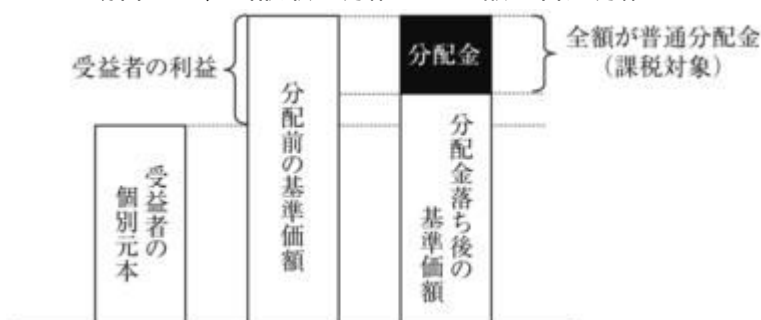 受益者の利益
分配金
全額が普通分配金
（課税対象）
受益者の
個別元本
分配前の基準価額
分配金落ち後の
基準価額